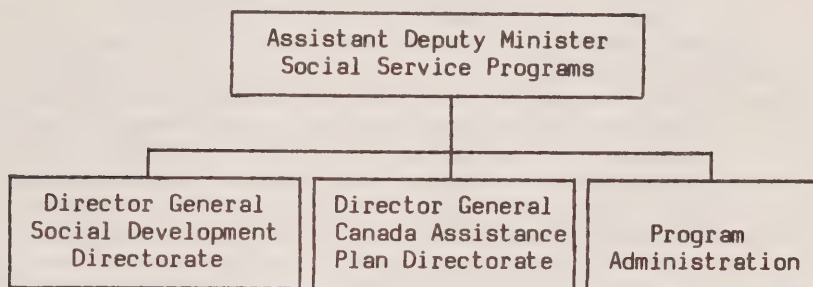 Assistant Deputy Minister
Social Service Programs
Director General
Social Development
Directorate
Director General
Canada Assistance
Plan Directorate
Program
Administration